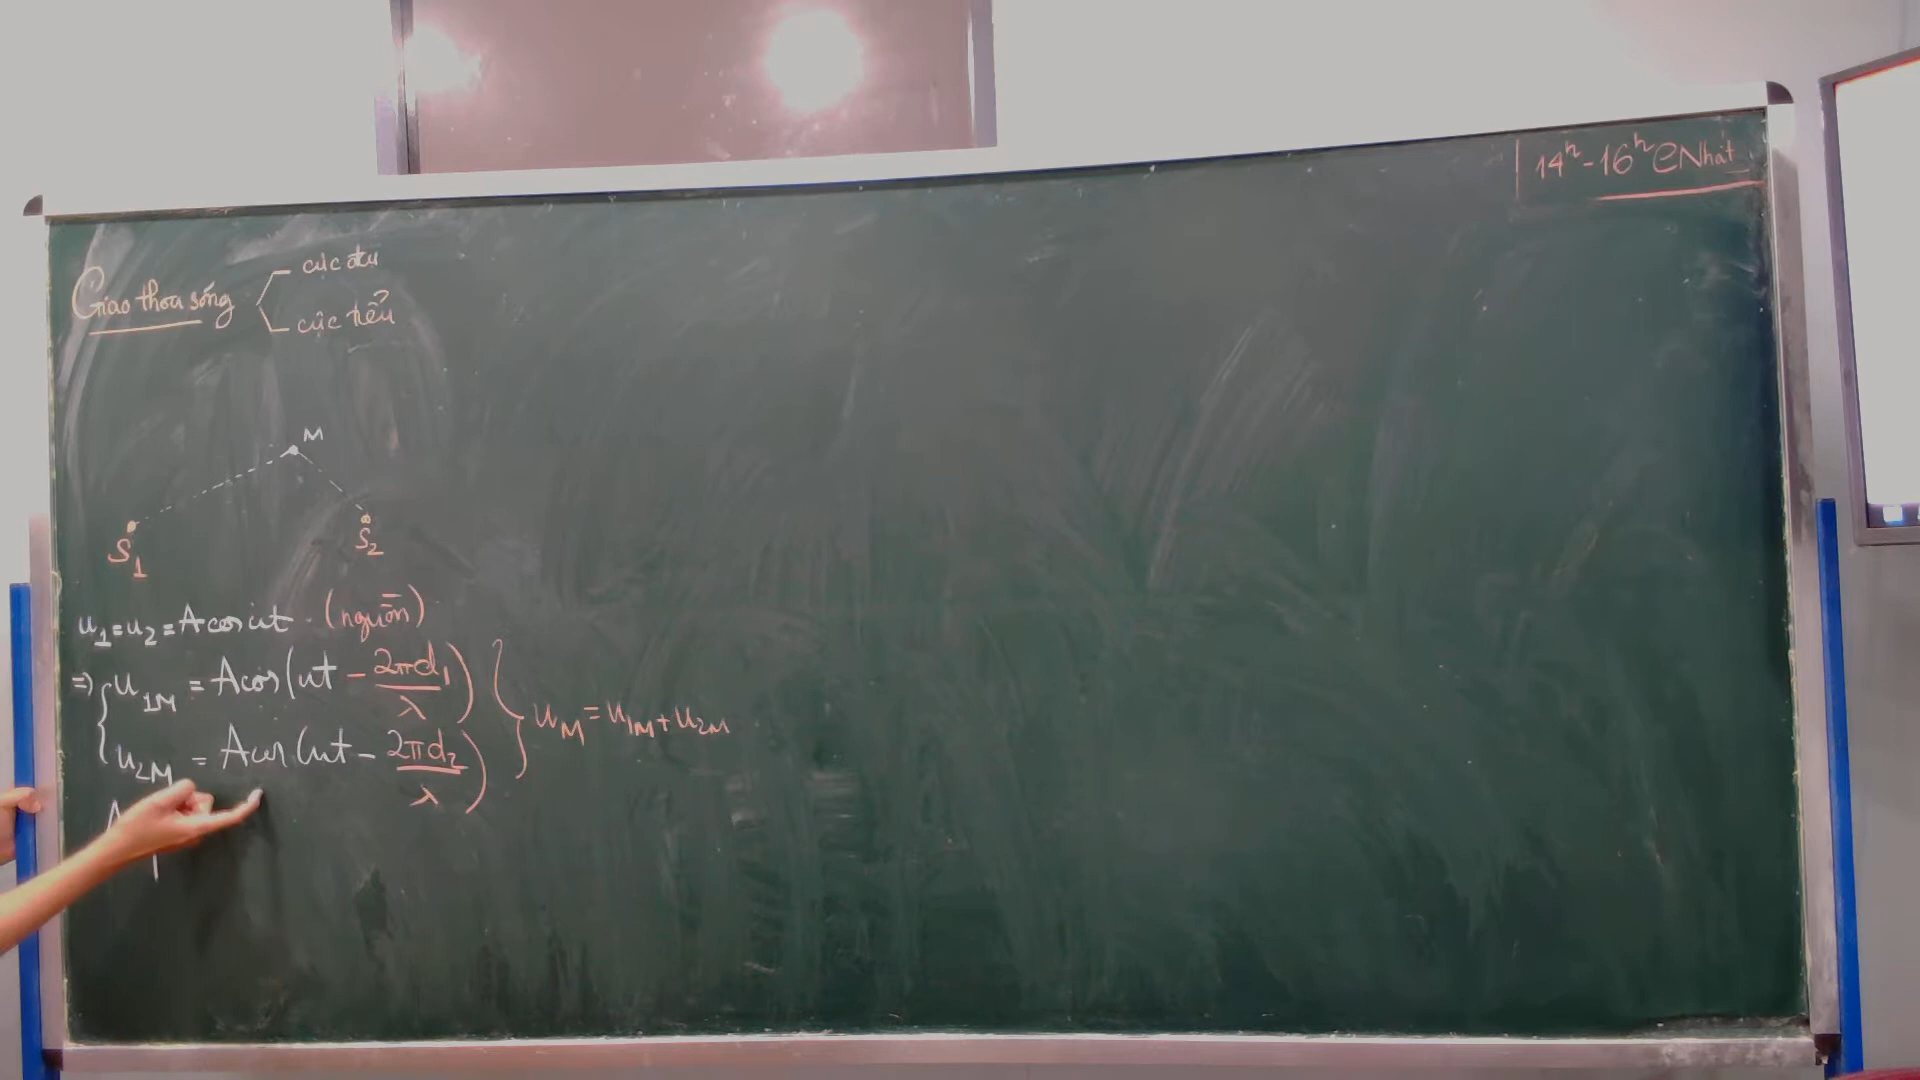 14h-16h CNhật
Giao thoa sóng
cực đại
cực tiểu
M
S1
S2
u1 = u2 = Acosωt. (nguồn)
=> u1M = Acos(ωt - 2πd1/λ)
u2M = Acos(ωt - 2πd2/λ)
uM = u1M + u2M